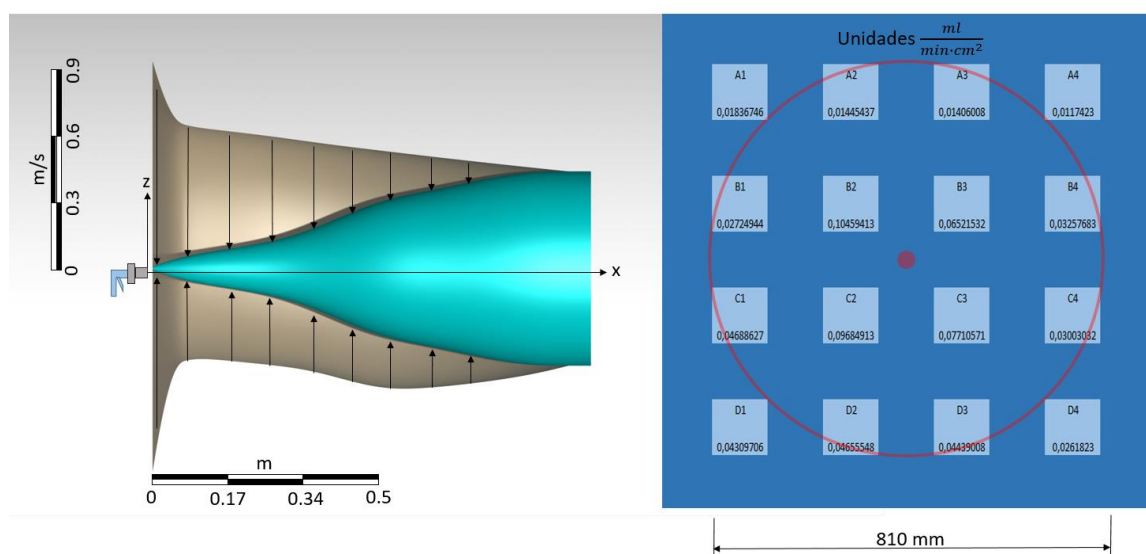 0.9
0.6
0.3
0
m/s
z
x
m
0
0.17
0.34
0.5
Unidades ml/min·cm²
A1
A2
A3
A4
0,01836746
0,01445437
0,01406008
0,0117423
B1
B2
B3
B4
0,02724944
0,10459413
0,06521532
0,03257683
C1
C2
C3
C4
0,04688627
0,09684913
0,07710571
0,03003032
D1
D2
D3
D4
0,04309706
0,04655548
0,04439008
0,0261823
810 mm